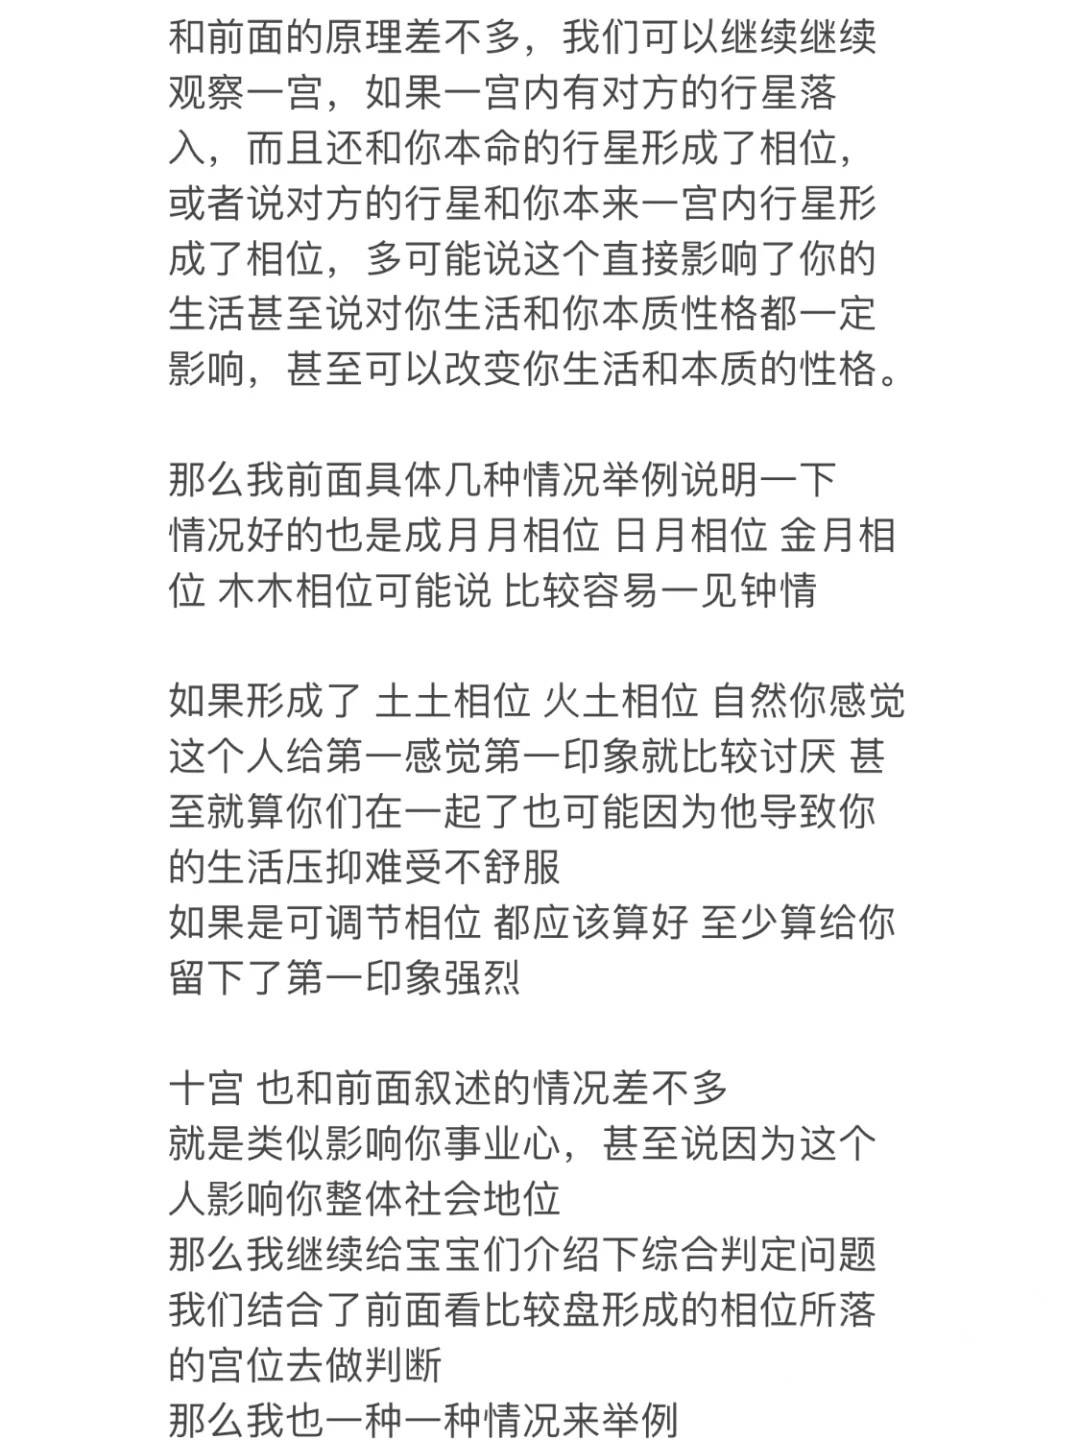 和前面的原理差不多，我们可以继续继续
观察一宫，如果一宫内有对方的行星落
入，而且还和你本命的行星形成了相位，
或者说对方的行星和你本来一宫内行星形
成了相位，多可能说这个直接影响了你的
生活甚至说对你生活和你本质性格都一定
影响，甚至可以改变你生活和本质的性格。
那么我前面具体几种情况举例说明一下
情况好的也是成月月相位 日月相位 金月相
位 木木相位可能说 比较容易一见钟情
如果形成了 土土相位 火土相位 自然你感觉
这个人给第一感觉第一印象就比较讨厌 甚
至就算你们在一起了也可能因为他导致你
的生活压抑难受不舒服
如果是可调节相位 都应该算好 至少算给你
留下了第一印象强烈
十宫 也和前面叙述的情况差不多
就是类似影响你事业心，甚至说因为这个
人影响你整体社会地位
那么我继续给宝宝们介绍下综合判定问题
我们结合了前面看比较盘形成的相位所落
的宫位去做判断
那么我也一种一种情况来举例